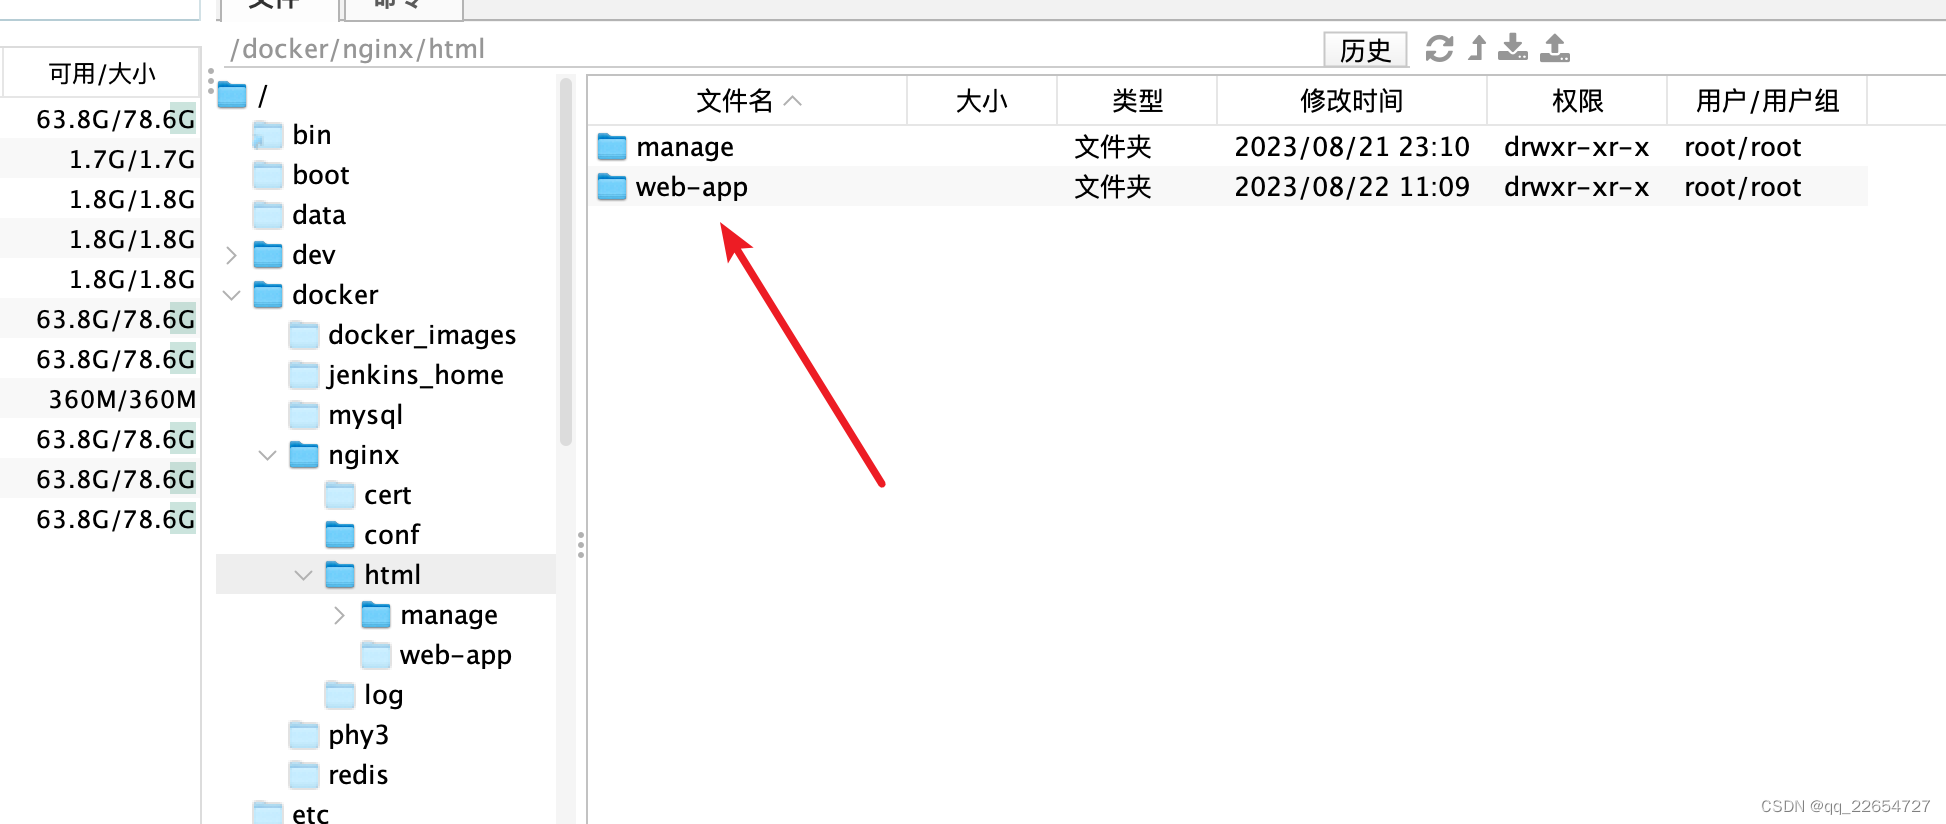 文件
命令
/docker/nginx/html
历史
可用/大小
63.8G/78.6G
1.7G/1.7G
1.8G/1.8G
1.8G/1.8G
1.8G/1.8G
63.8G/78.6G
63.8G/78.6G
360M/360M
63.8G/78.6G
63.8G/78.6G
63.8G/78.6G
/
bin
boot
data
dev
docker
docker_images
jenkins_home
mysql
nginx
cert
conf
html
manage
web-app
log
phy3
redis
etc
文件名 大小 类型 修改时间 权限 用户/用户组
manage 文件夹 2023/08/21 23:10 drwxr-xr-x root/root
web-app 文件夹 2023/08/22 11:09 drwxr-xr-x root/root
CSDN @qq_22654727